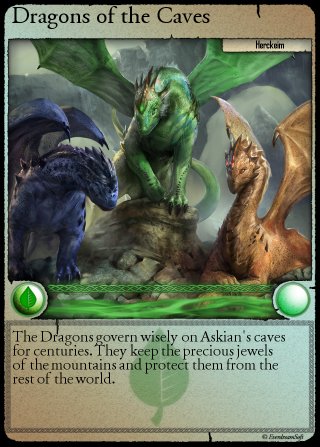 Dragons of the Caves
Herckeim
The Dragons govern wisely on Askian's caves
for centuries. They keep the precious jewels
of the mountains and protect them from the
rest of the world.
© EverdreamSoft